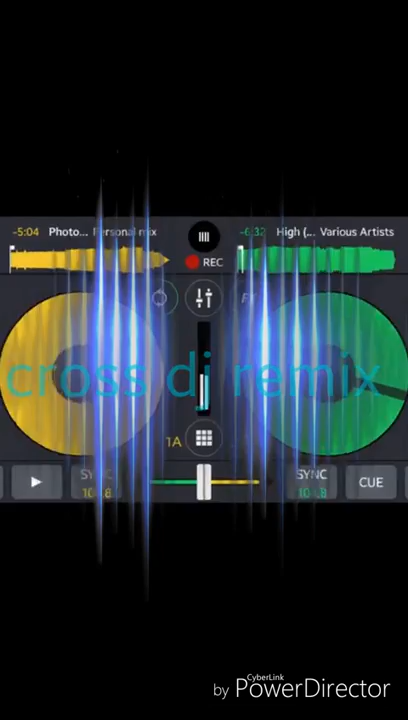 -5:04 Photo... Personal mix
-6:32 High (... Various Artists
REC
cross dj remix
1A
SYNC
SYNC
CUE
CyberLink
by PowerDirector